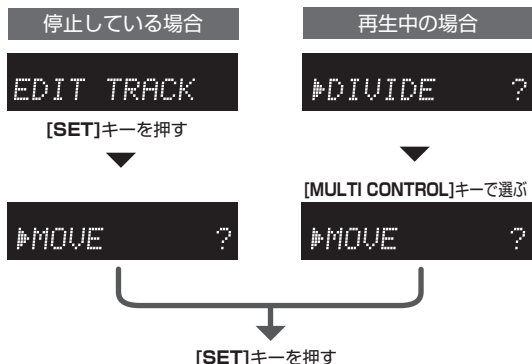 停止している場合
再生中の場合
EDIT TRACK
DIVIDE ?
[SET]キーを押す
[MULTI CONTROL]キーで選ぶ
MOVE ?
MOVE ?
[SET]キーを押す